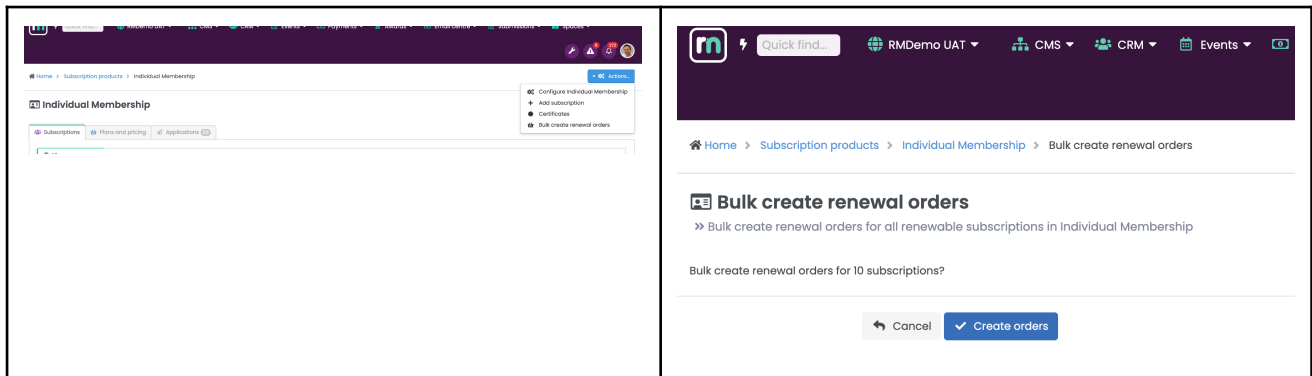 Home > Subscription products > Individual Membership
Actions...
Configure Individual Membership
Add subscription
Certificates
Bulk create renewal orders
Individual Membership
Subscriptions Plans and pricing Applications
m Quick find... RMDemo UAT CMS CRM Events
Home > Subscription products > Individual Membership > Bulk create renewal orders
Bulk create renewal orders
Bulk create renewal orders for all renewable subscriptions in Individual Membership
Bulk create renewal orders for 10 subscriptions?
Cancel Create orders